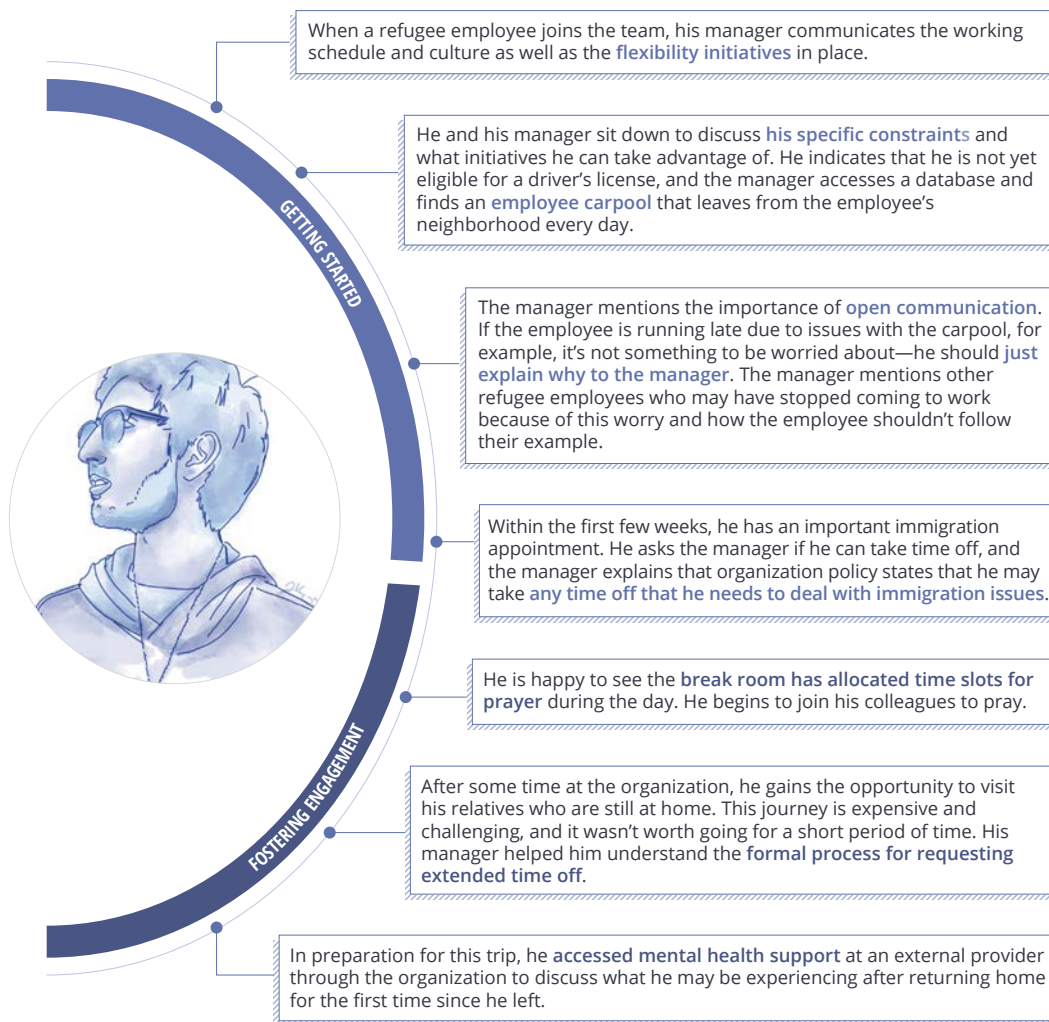 When a refugee employee joins the team, his manager communicates the working
schedule and culture as well as the flexibility initiatives in place.
He and his manager sit down to discuss his specific constraints and
what initiatives he can take advantage of. He indicates that he is not yet
eligible for a driver’s license, and the manager accesses a database and
finds an employee carpool that leaves from the employee’s
neighborhood every day.
GETTING STARTED
The manager mentions the importance of open communication.
If the employee is running late due to issues with the carpool, for
example, it’s not something to be worried about—he should just
explain why to the manager. The manager mentions other
refugee employees who may have stopped coming to work
because of this worry and how the employee shouldn’t follow
their example.
Within the first few weeks, he has an important immigration
appointment. He asks the manager if he can take time off, and
the manager explains that organization policy states that he may
take any time off that he needs to deal with immigration issues.
He is happy to see the break room has allocated time slots for
prayer during the day. He begins to join his colleagues to pray.
FOSTERING ENGAGEMENT
After some time at the organization, he gains the opportunity to visit
his relatives who are still at home. This journey is expensive and
challenging, and it wasn’t worth going for a short period of time. His
manager helped him understand the formal process for requesting
extended time off.
In preparation for this trip, he accessed mental health support at an external provider
through the organization to discuss what he may be experiencing after returning home
for the first time since he left.